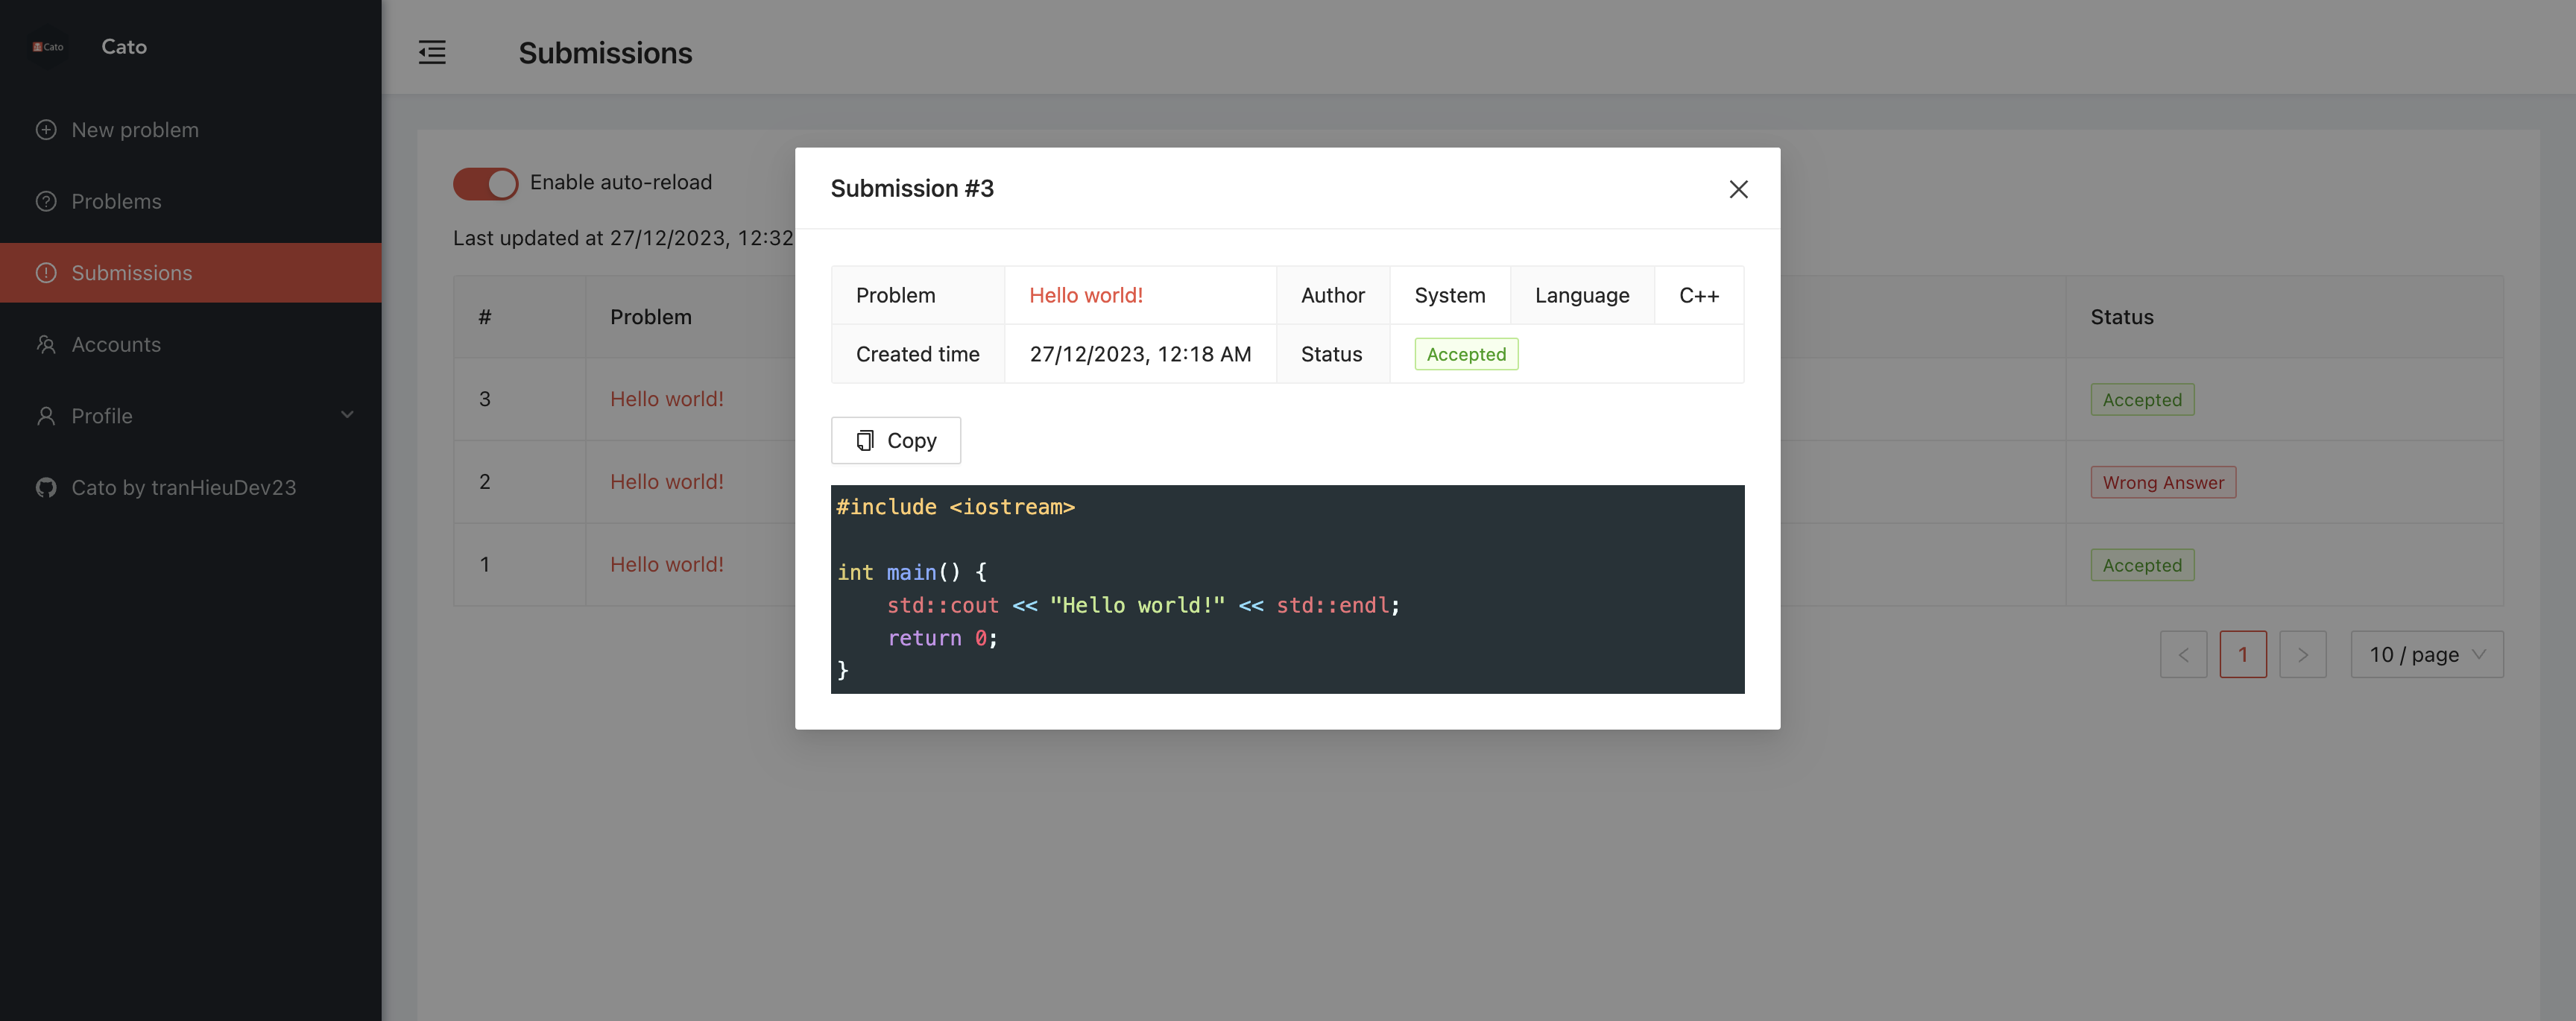 Cato
Cato
New problem
Problems
Submissions
Accounts
Profile
Cato by tranHieuDev23
Submissions
Enable auto-reload
Last updated at 27/12/2023, 12:32
# Problem Status
3 Hello world! Accepted
2 Hello world! Wrong Answer
1 Hello world! Accepted
< 1 > 10 / page
Submission #3
Problem Hello world! Author System Language C++
Created time 27/12/2023, 12:18 AM Status Accepted
Copy
#include <iostream>
int main() {
    std::cout << "Hello world!" << std::endl;
    return 0;
}